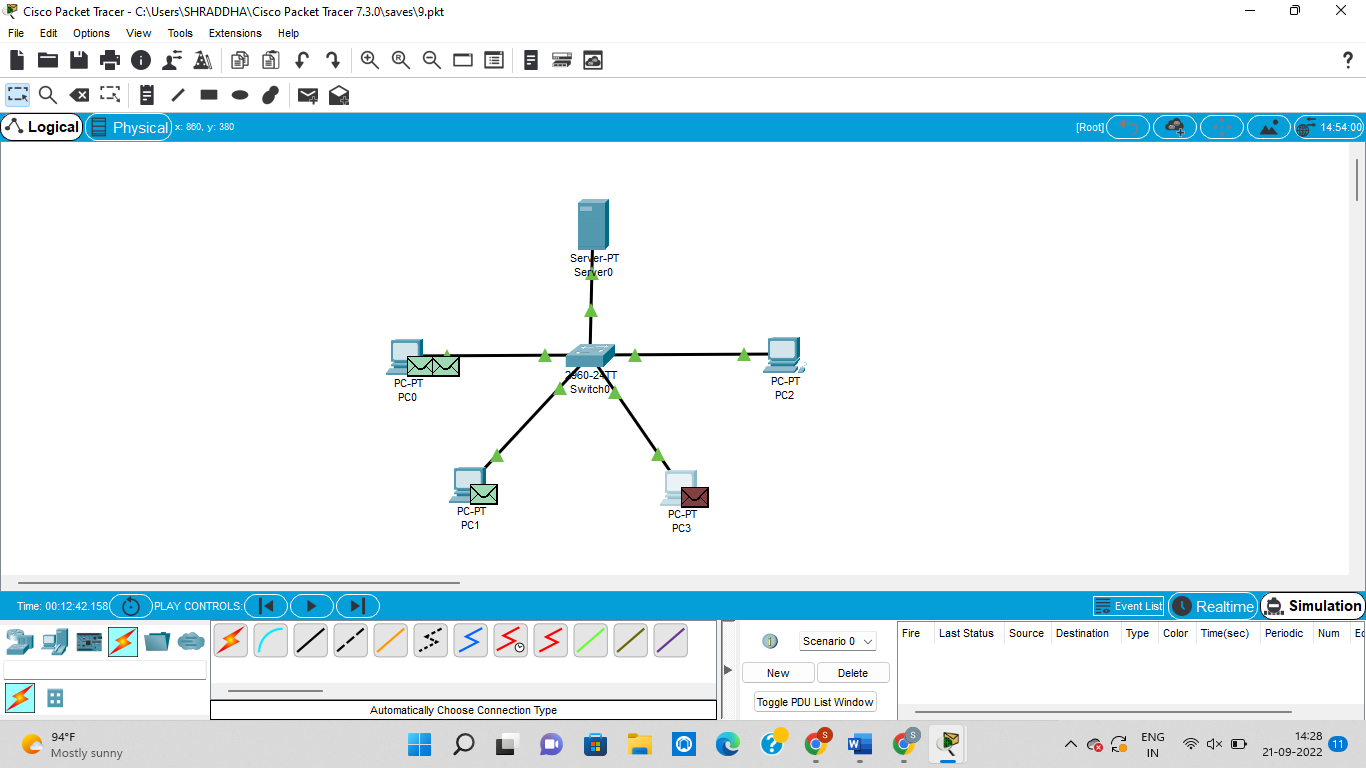 Cisco Packet Tracer - C:\Users\SHRADDHA\Cisco Packet Tracer 7.3.0\saves\9.pkt
File Edit Options View Tools Extensions Help
?
Logical Physical x: 860, y: 380 [Root] 14:54:00
Server-PT
Server0
2960-24TT
Switch0
PC-PT
PC0
PC-PT
PC2
PC-PT
PC1
PC-PT
PC3
Time: 00:12:42.158 PLAY CONTROLS: Event List Realtime Simulation
Scenario 0
New Delete
Toggle PDU List Window
Fire Last Status Source Destination Type Color Time(sec) Periodic Num Ec
Automatically Choose Connection Type
94°F
Mostly sunny
S
S
ENG
IN
14:28
21-09-2022
11